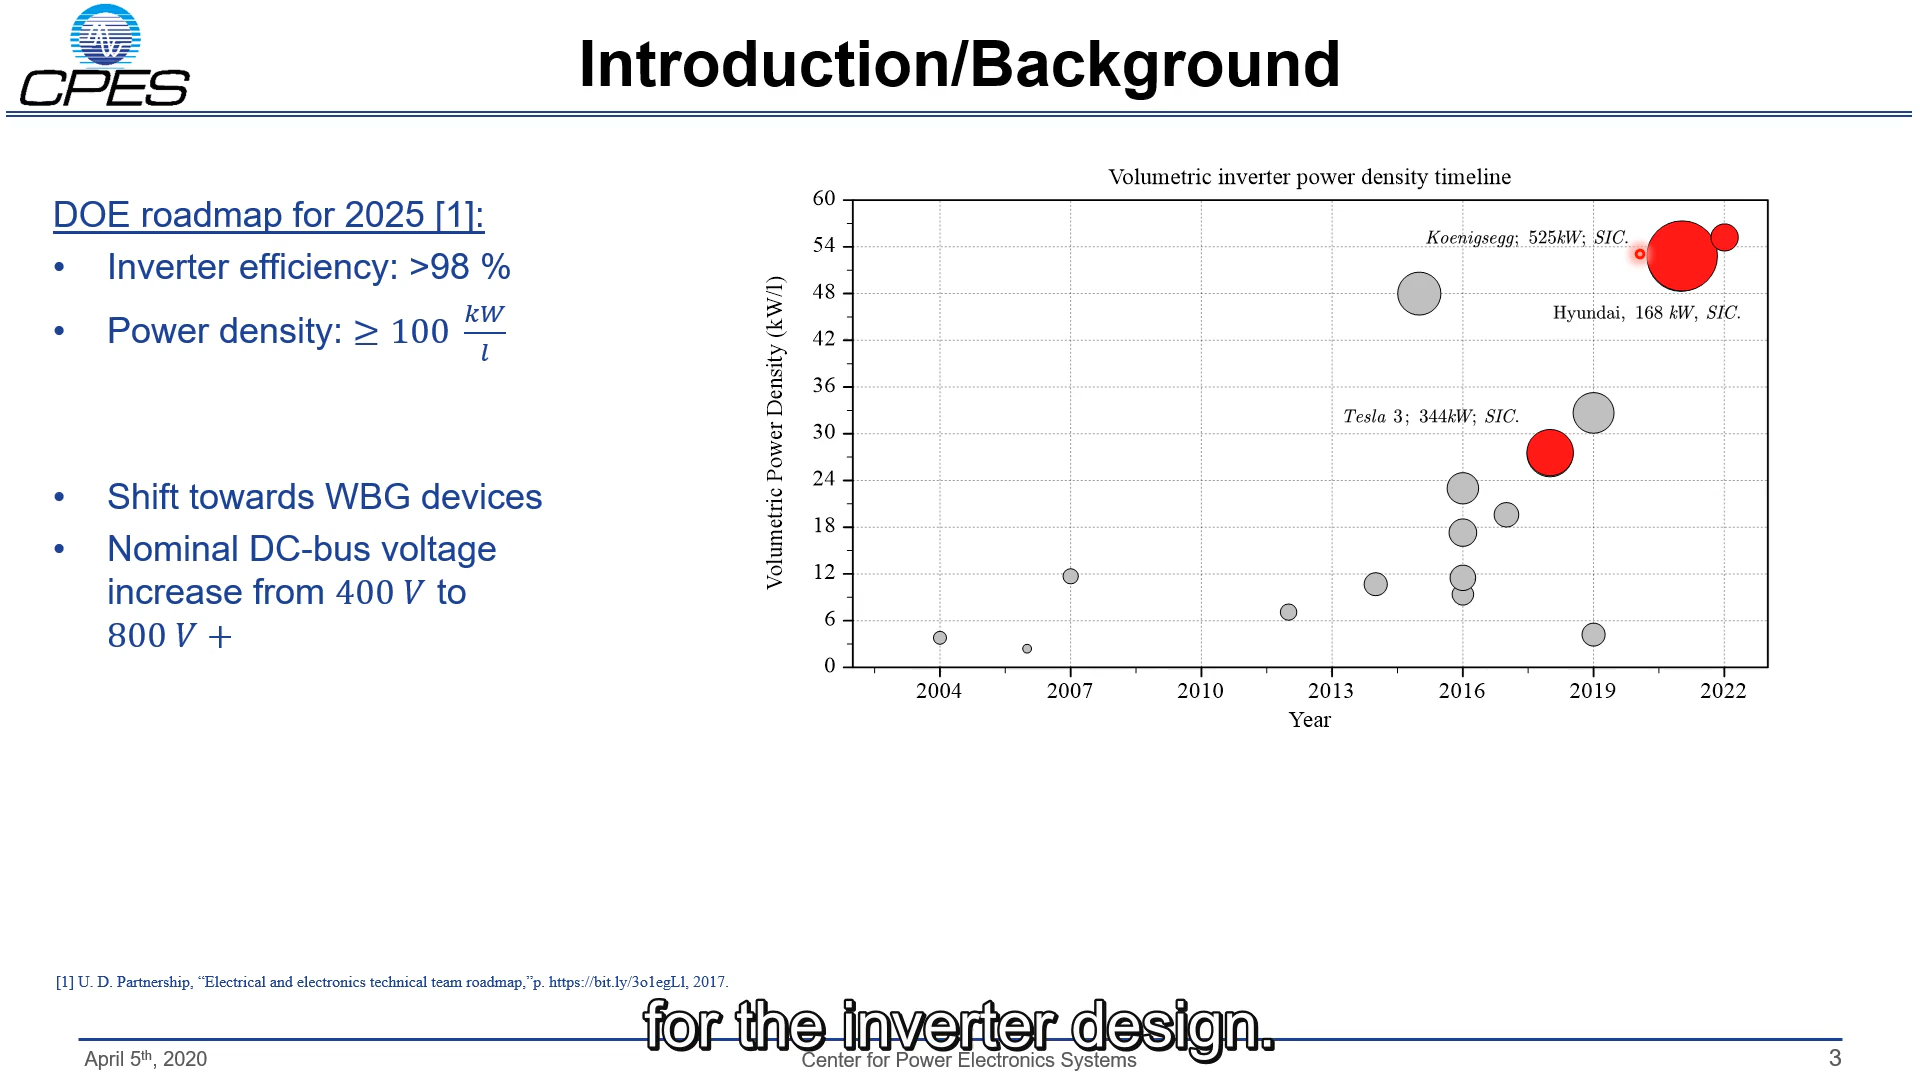 CPES
Introduction/Background
DOE roadmap for 2025 [1]:
• Inverter efficiency: >98 %
• Power density: ≥ 100 kW/l
• Shift towards WBG devices
• Nominal DC-bus voltage
increase from 400 V to
800 V +
Volumetric inverter power density timeline
Volumetric Power Density (kW/l)
60
54
48
42
36
30
24
18
12
6
0
Koenigsegg; 525kW; SIC.
Hyundai, 168 kW, SIC.
Tesla 3; 344kW; SIC.
2004 2007 2010 2013 2016 2019 2022
Year
[1] U. D. Partnership, “Electrical and electronics technical team roadmap,”p. https://bit.ly/3o1egLl, 2017.
for the inverter design.
April 5th, 2020
Center for Power Electronics Systems
3